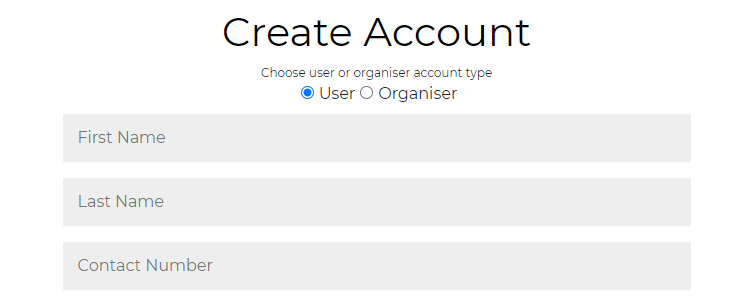 Create Account
Choose user or organiser account type
User Organiser
First Name
Last Name
Contact Number